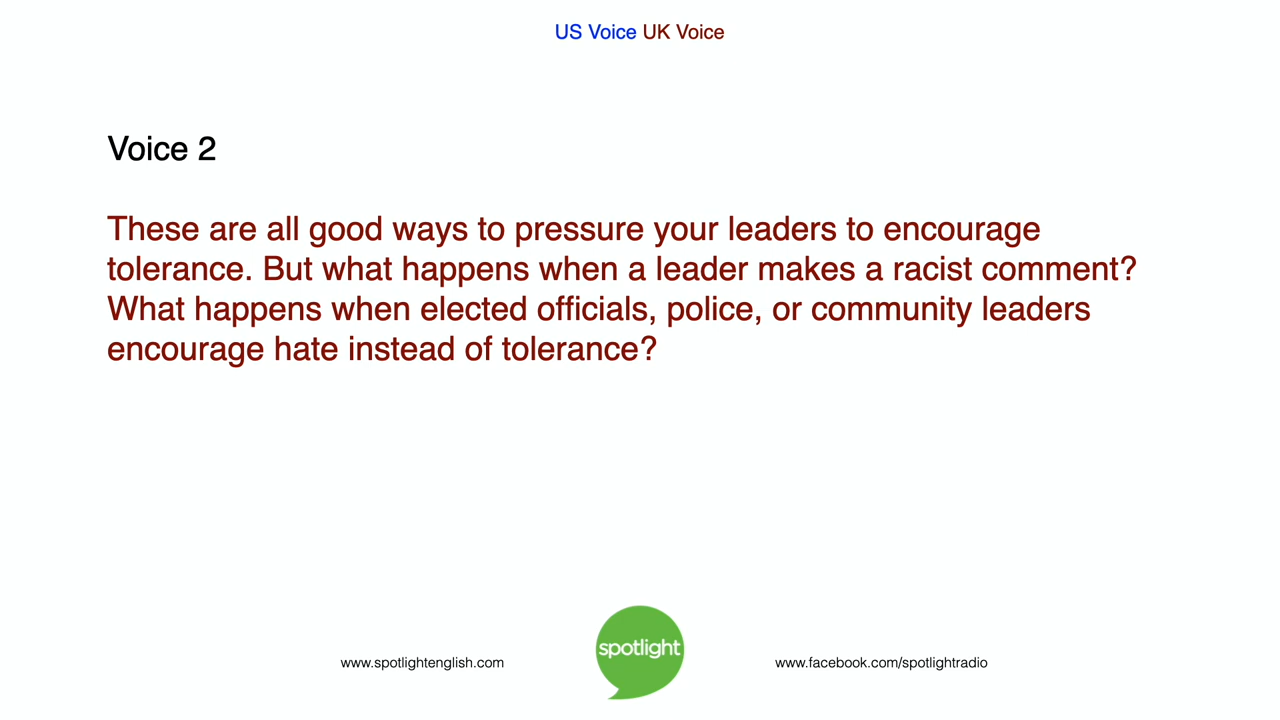 US Voice UK Voice
Voice 2
These are all good ways to pressure your leaders to encourage
tolerance. But what happens when a leader makes a racist comment?
What happens when elected officials, police, or community leaders
encourage hate instead of tolerance?
www.spotlightenglish.com
spotlight
www.facebook.com/spotlightradio